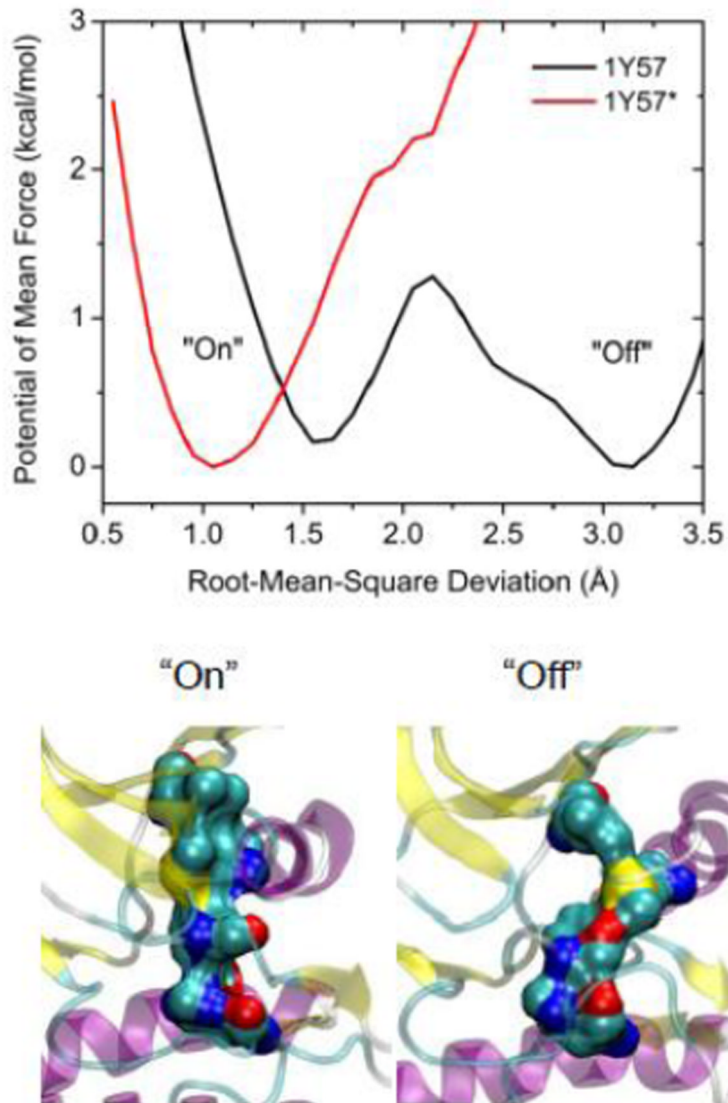 3
1Y57
1Y57*
2
1
0
Potential of Mean Force (kcal/mol)
"On"
"Off"
0.5 1.0 1.5 2.0 2.5 3.0 3.5
Root-Mean-Square Deviation (Å)
“On” “Off”